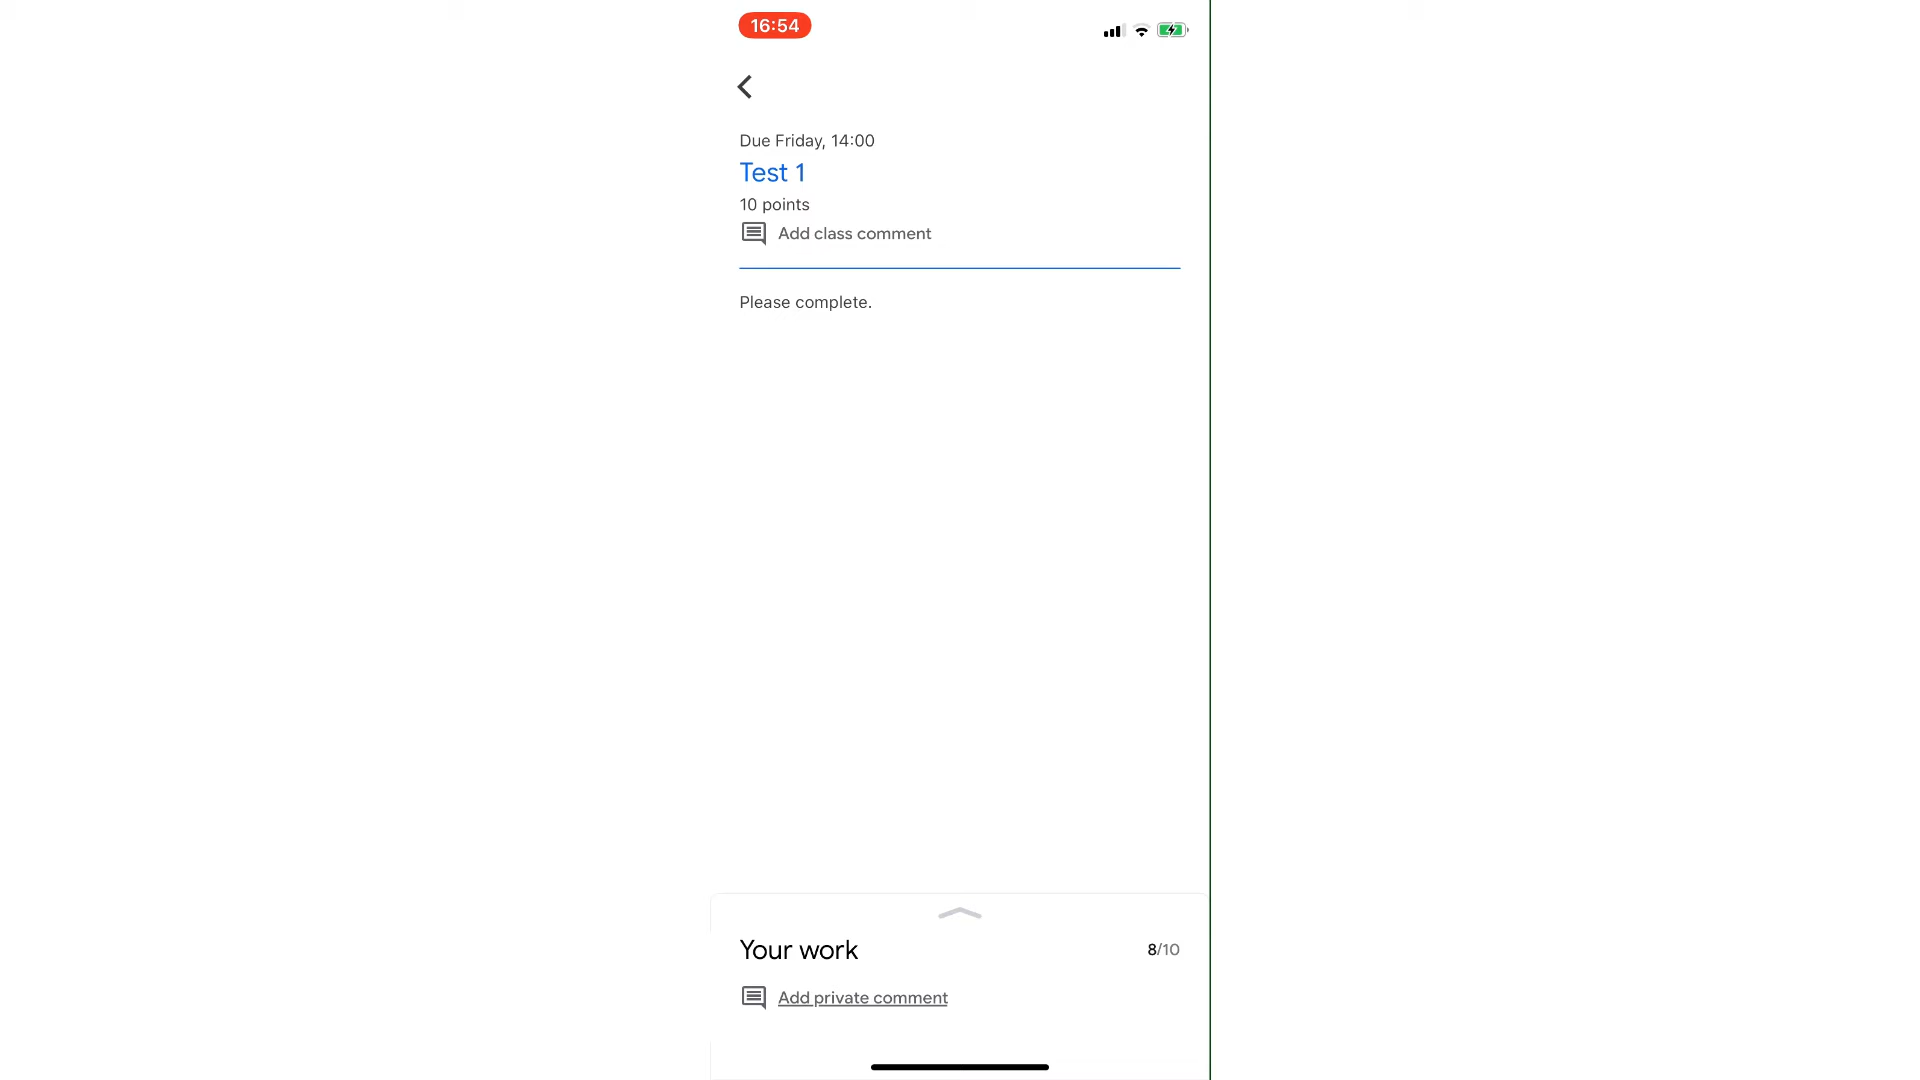 16:54
Due Friday, 14:00
Test 1
10 points
Add class comment
Please complete.
Your work
8/10
Add private comment